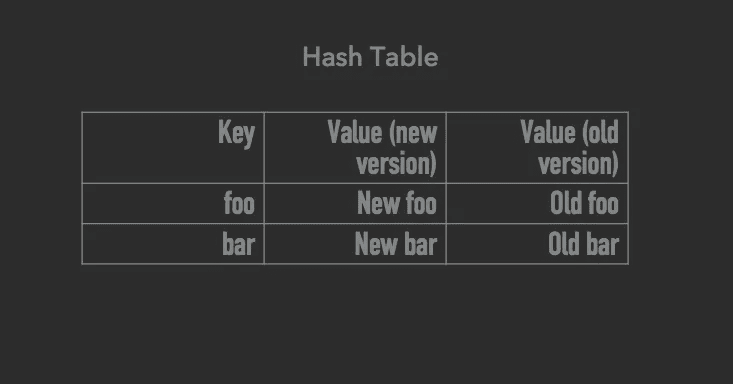 Hash Table
Key
Value (new
version)
Value (old
version)
foo
New foo
Old foo
bar
New bar
Old bar